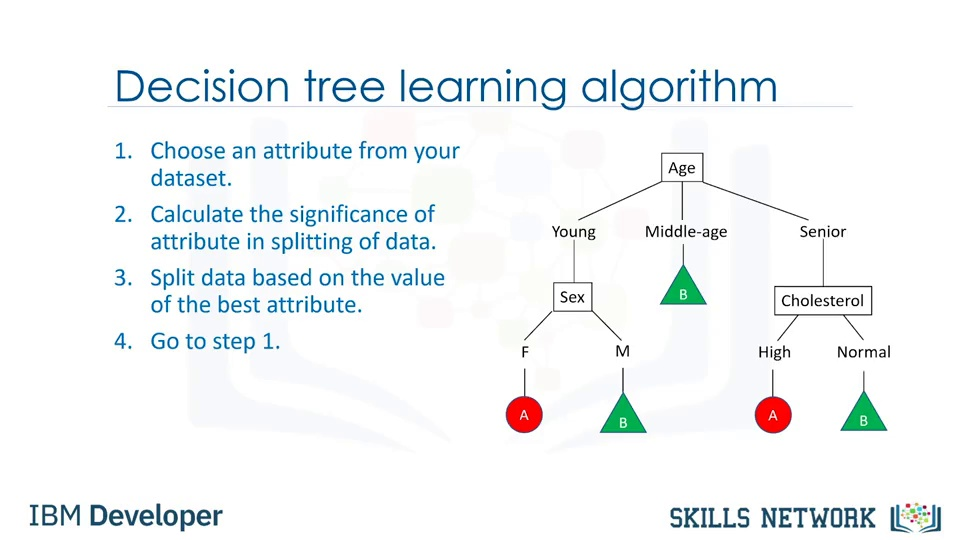 Decision tree learning algorithm
1. Choose an attribute from your
dataset.
2. Calculate the significance of
attribute in splitting of data.
3. Split data based on the value
of the best attribute.
4. Go to step 1.
Age
Young Middle-age Senior
B
Sex Cholesterol
F M High Normal
A B A B
IBM Developer
SKILLS NETWORK